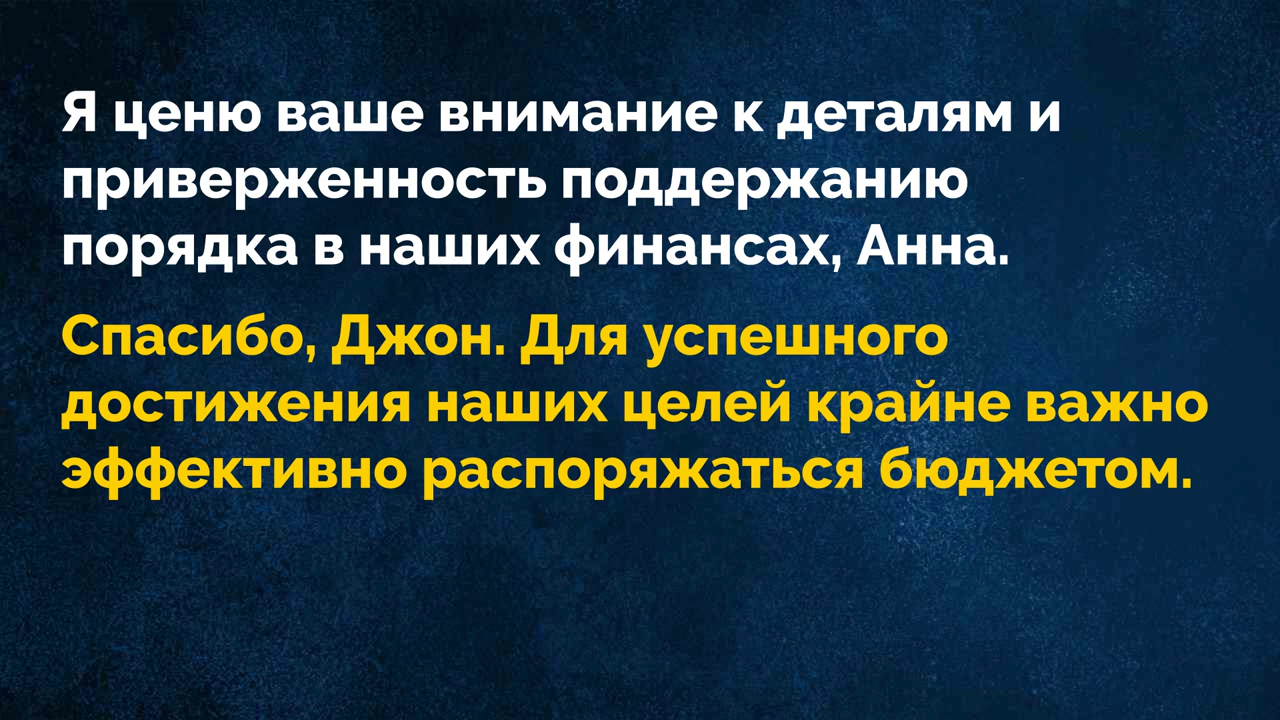 Я ценю ваше внимание к деталям и
приверженность поддержанию
порядка в наших финансах, Анна.
Спасибо, Джон. Для успешного
достижения наших целей крайне важно
эффективно распоряжаться бюджетом.